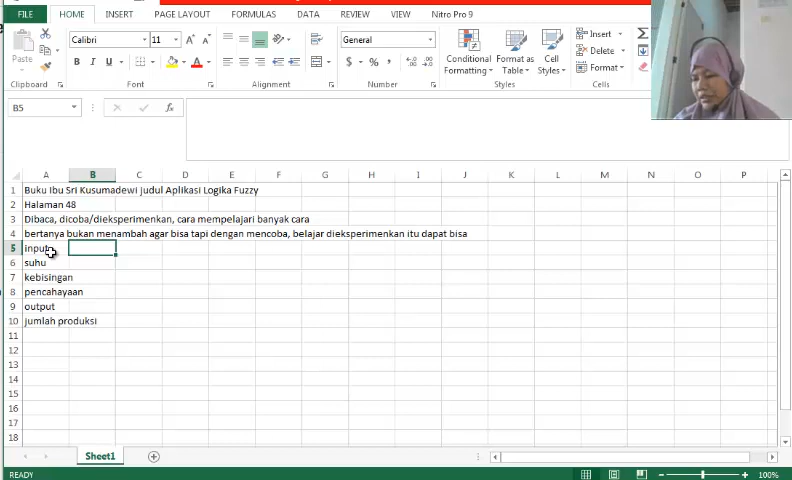 FILE HOME INSERT PAGE LAYOUT FORMULAS DATA REVIEW VIEW Nitro Pro 9
Calibri 11 General Insert
Paste B I U $ % , Conditional Formatting Format as Table Cell Styles Delete
Format
Clipboard Font Alignment Number Styles Cells
B5 fx
A B C D E F G H I J K L M N O P
1 Buku Ibu Sri Kusumadewi judul Aplikasi Logika Fuzzy
2 Halaman 48
3 Dibaca, dicoba/dieksperimenkan, cara mempelajari banyak cara
4 bertanya bukan menambah agar bisa tapi dengan mencoba, belajar dieksperimenkan itu dapat bisa
5 input
6 suhu
7 kebisingan
8 pencahayaan
9 output
10 jumlah produksi
11
12
13
14
15
16
17
18
Sheet1
READY 100%